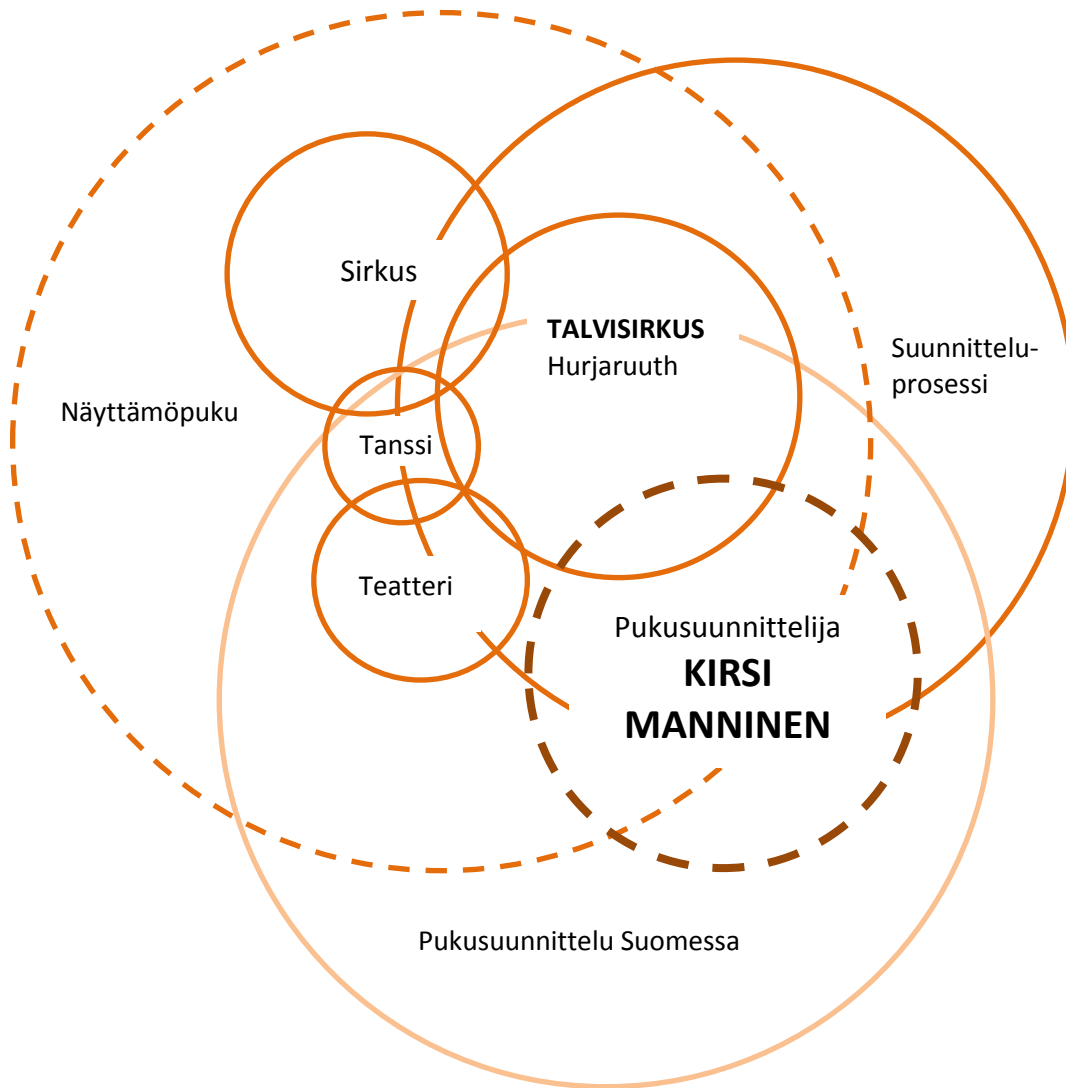 Sirkus
TALVISIRKUS
Hurjaruuth
Suunnittelu-
prosessi
Näyttämöpuku
Tanssi
Teatteri
Pukusuunnittelija
KIRSI
MANNINEN
Pukusuunnittelu Suomessa